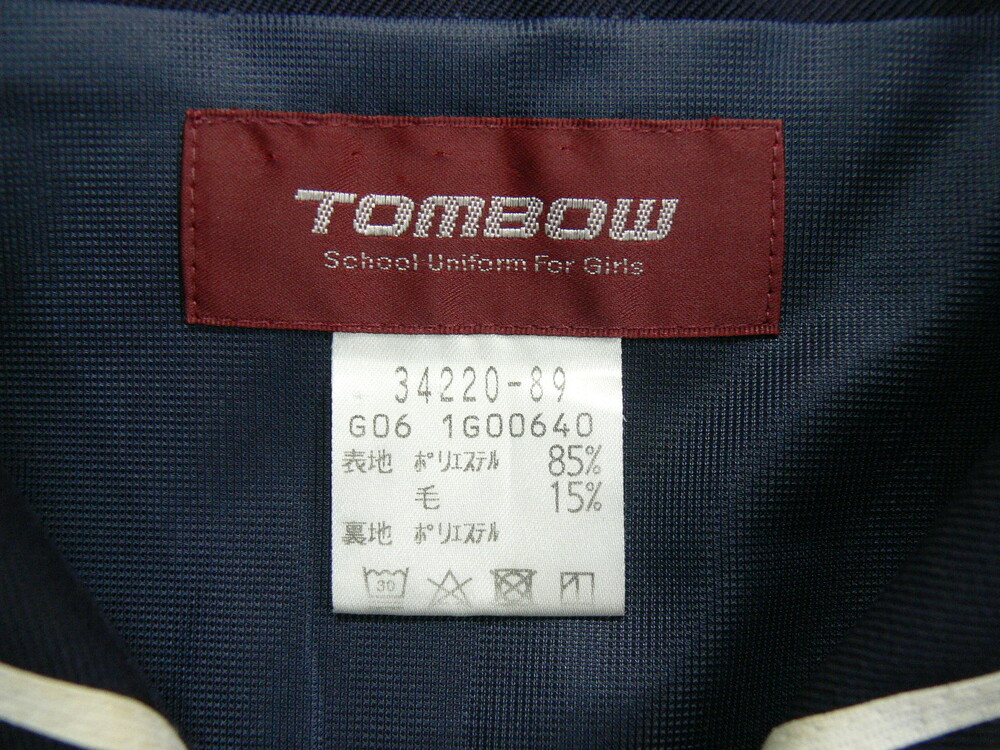 TOMBOW
School Uniform For Girls
34220-89
G06 1G00640
表地 ポリエステル 85%
毛 15%
裏地 ポリエステル
30